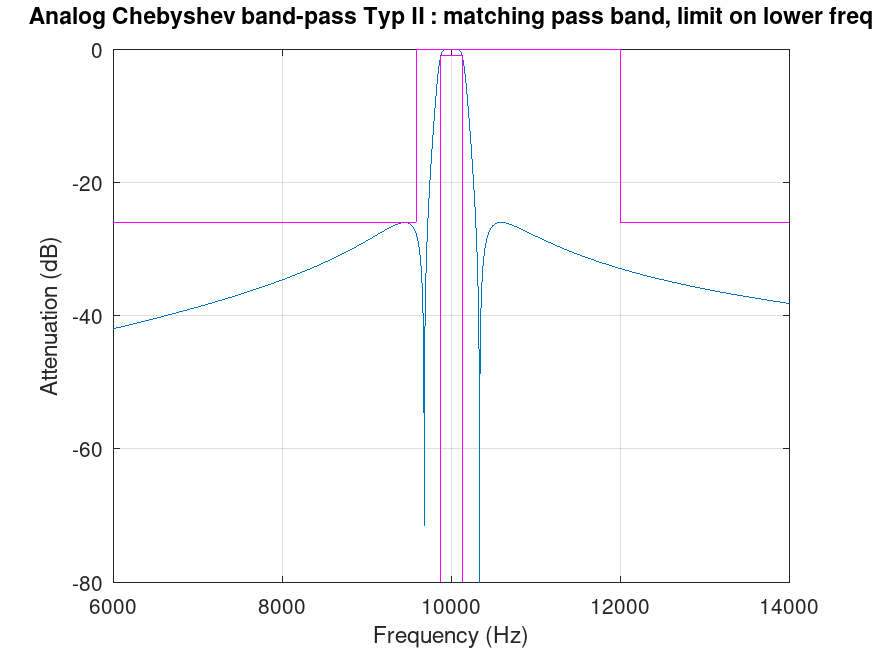 Analog Chebyshev band-pass Typ II : matching pass band, limit on lower freq
0
-20
-40
-60
-80
Attenuation (dB)
6000 8000 10000 12000 14000
Frequency (Hz)